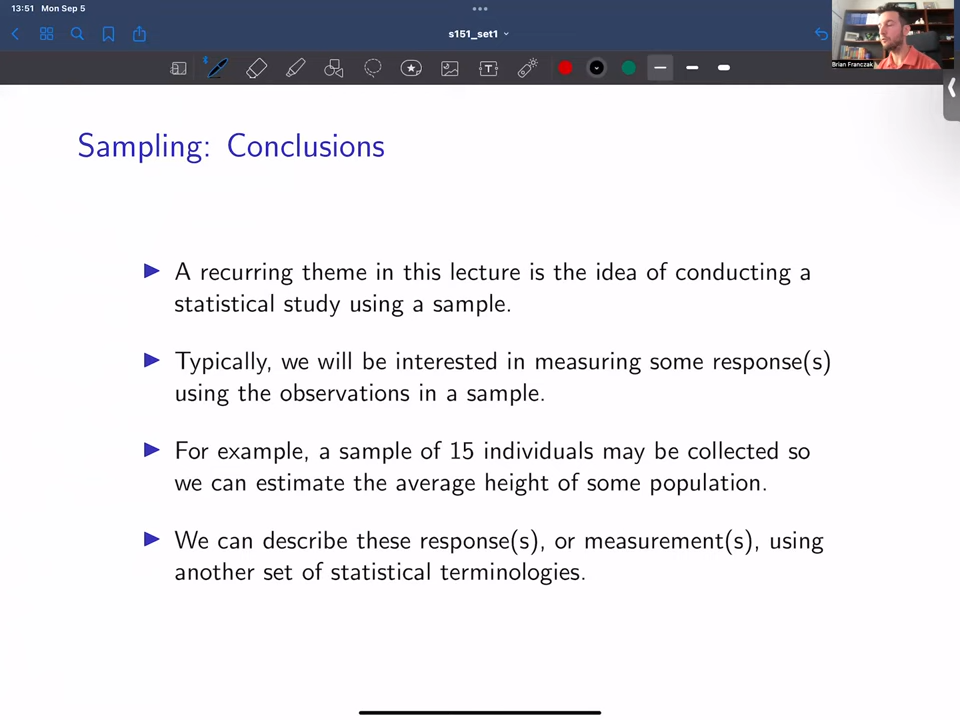 13:51 Mon Sep 5
s151_set1
Brian Franczak
Sampling: Conclusions
A recurring theme in this lecture is the idea of conducting a
statistical study using a sample.
Typically, we will be interested in measuring some response(s)
using the observations in a sample.
For example, a sample of 15 individuals may be collected so
we can estimate the average height of some population.
We can describe these response(s), or measurement(s), using
another set of statistical terminologies.